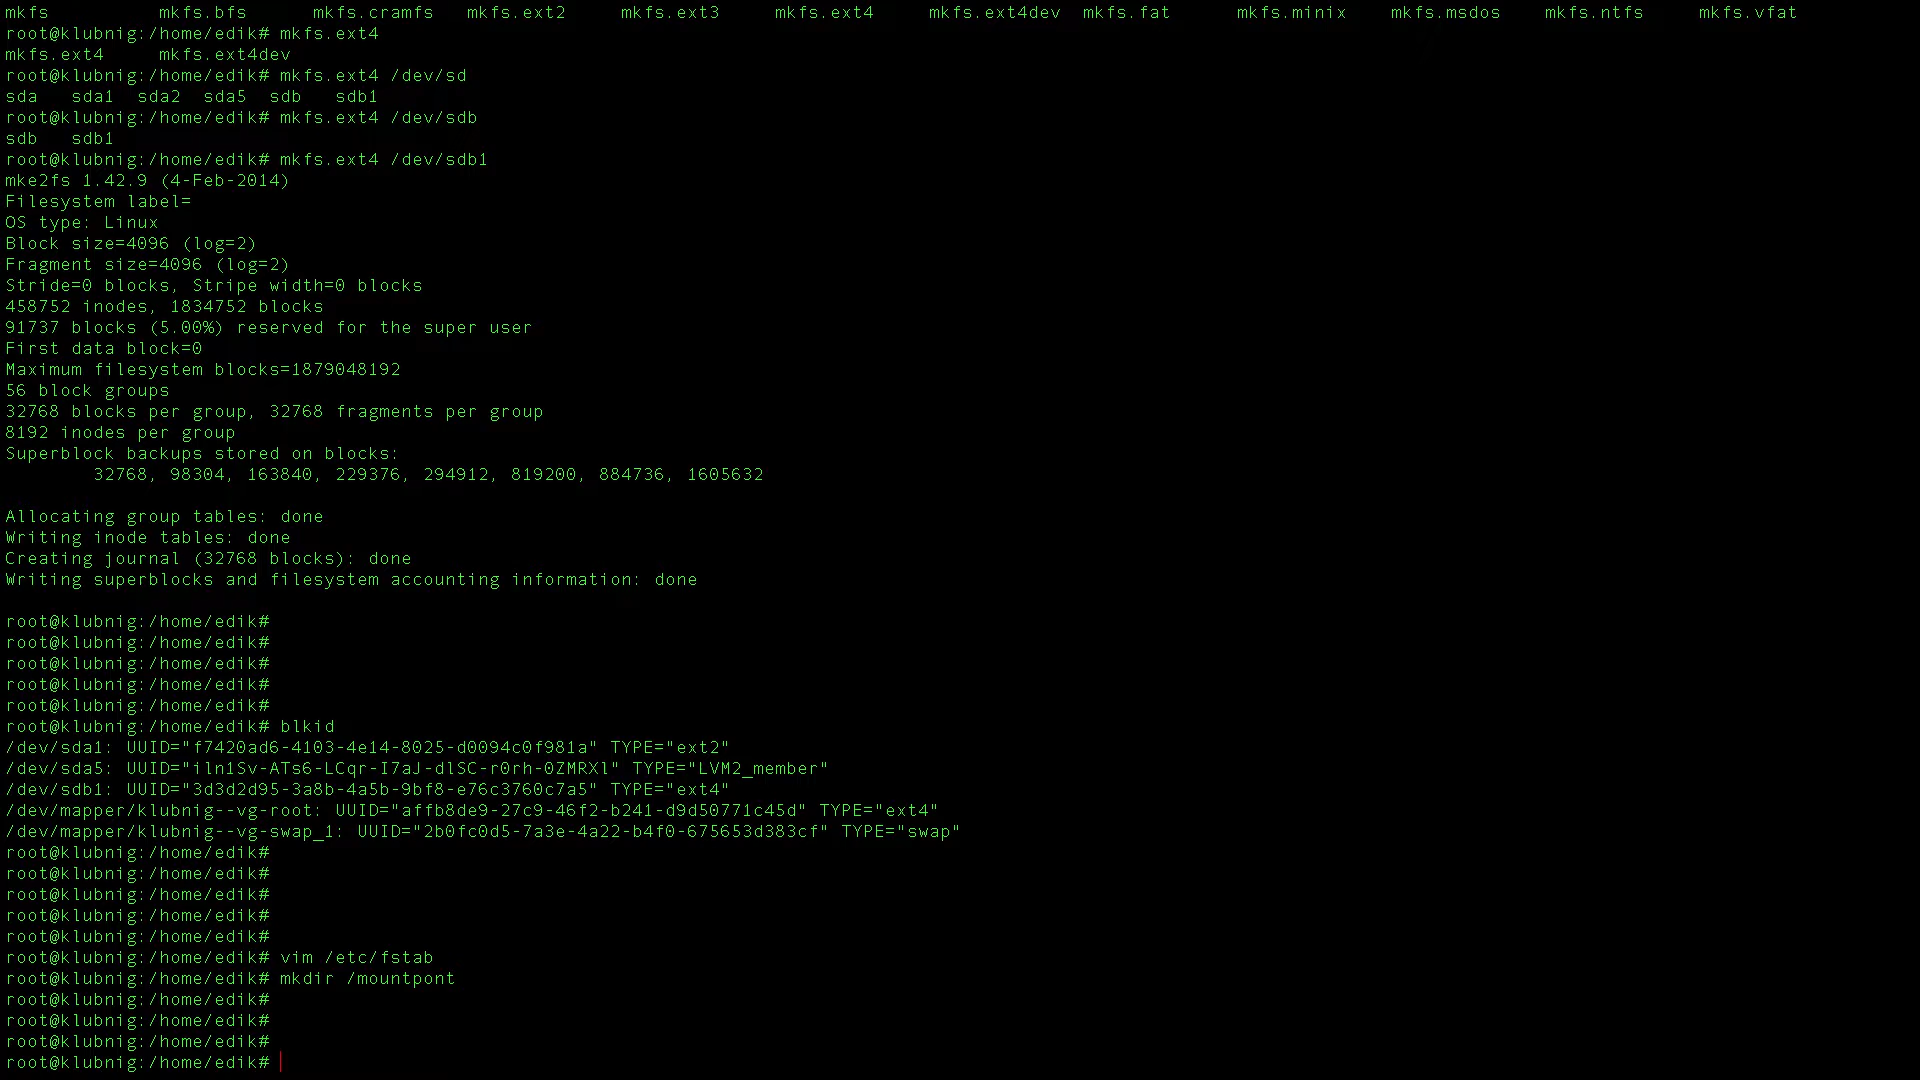 mkfs mkfs.bfs mkfs.cramfs mkfs.ext2 mkfs.ext3 mkfs.ext4 mkfs.ext4dev mkfs.fat mkfs.minix mkfs.msdos mkfs.ntfs mkfs.vfat
root@klubnig:/home/edik# mkfs.ext4
mkfs.ext4 mkfs.ext4dev
root@klubnig:/home/edik# mkfs.ext4 /dev/sd
sda sda1 sda2 sda5 sdb sdb1
root@klubnig:/home/edik# mkfs.ext4 /dev/sdb
sdb sdb1
root@klubnig:/home/edik# mkfs.ext4 /dev/sdb1
mke2fs 1.42.9 (4-Feb-2014)
Filesystem label=
OS type: Linux
Block size=4096 (log=2)
Fragment size=4096 (log=2)
Stride=0 blocks, Stripe width=0 blocks
458752 inodes, 1834752 blocks
91737 blocks (5.00%) reserved for the super user
First data block=0
Maximum filesystem blocks=1879048192
56 block groups
32768 blocks per group, 32768 fragments per group
8192 inodes per group
Superblock backups stored on blocks:
32768, 98304, 163840, 229376, 294912, 819200, 884736, 1605632
Allocating group tables: done
Writing inode tables: done
Creating journal (32768 blocks): done
Writing superblocks and filesystem accounting information: done
root@klubnig:/home/edik#
root@klubnig:/home/edik#
root@klubnig:/home/edik#
root@klubnig:/home/edik#
root@klubnig:/home/edik#
root@klubnig:/home/edik# blkid
/dev/sda1: UUID="f7420ad6-4103-4e14-8025-d0094c0f981a" TYPE="ext2"
/dev/sda5: UUID="iln1Sv-ATs6-LCqr-I7aJ-dlSC-r0rh-0ZMRXl" TYPE="LVM2_member"
/dev/sdb1: UUID="3d3d2d95-3a8b-4a5b-9bf8-e76c3760c7a5" TYPE="ext4"
/dev/mapper/klubnig--vg-root: UUID="affb8de9-27c9-46f2-b241-d9d50771c45d" TYPE="ext4"
/dev/mapper/klubnig--vg-swap_1: UUID="2b0fc0d5-7a3e-4a22-b4f0-675653d383cf" TYPE="swap"
root@klubnig:/home/edik#
root@klubnig:/home/edik#
root@klubnig:/home/edik#
root@klubnig:/home/edik#
root@klubnig:/home/edik#
root@klubnig:/home/edik# vim /etc/fstab
root@klubnig:/home/edik# mkdir /mountpont
root@klubnig:/home/edik#
root@klubnig:/home/edik#
root@klubnig:/home/edik#
root@klubnig:/home/edik#